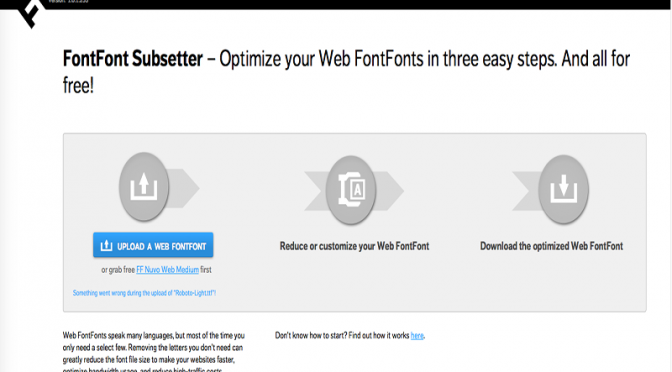 FontFont Subsetter – Optimize your Web FontFonts in three easy steps. And all for
free!
UPLOAD A WEB FONTFONT
or grab free FF Nuvo Web Medium first
Something went wrong during the upload of "Roboto-Light.ttf"!
A
Reduce or customize your Web FontFont
Download the optimized Web FontFont
Web FontFonts speak many languages, but most of the time you
only need a select few. Removing the letters you don't need can
greatly reduce the font file size to make your websites faster,
optimize bandwidth usage, and reduce high-traffic costs.
Don't know how to start? Find out how it works here.